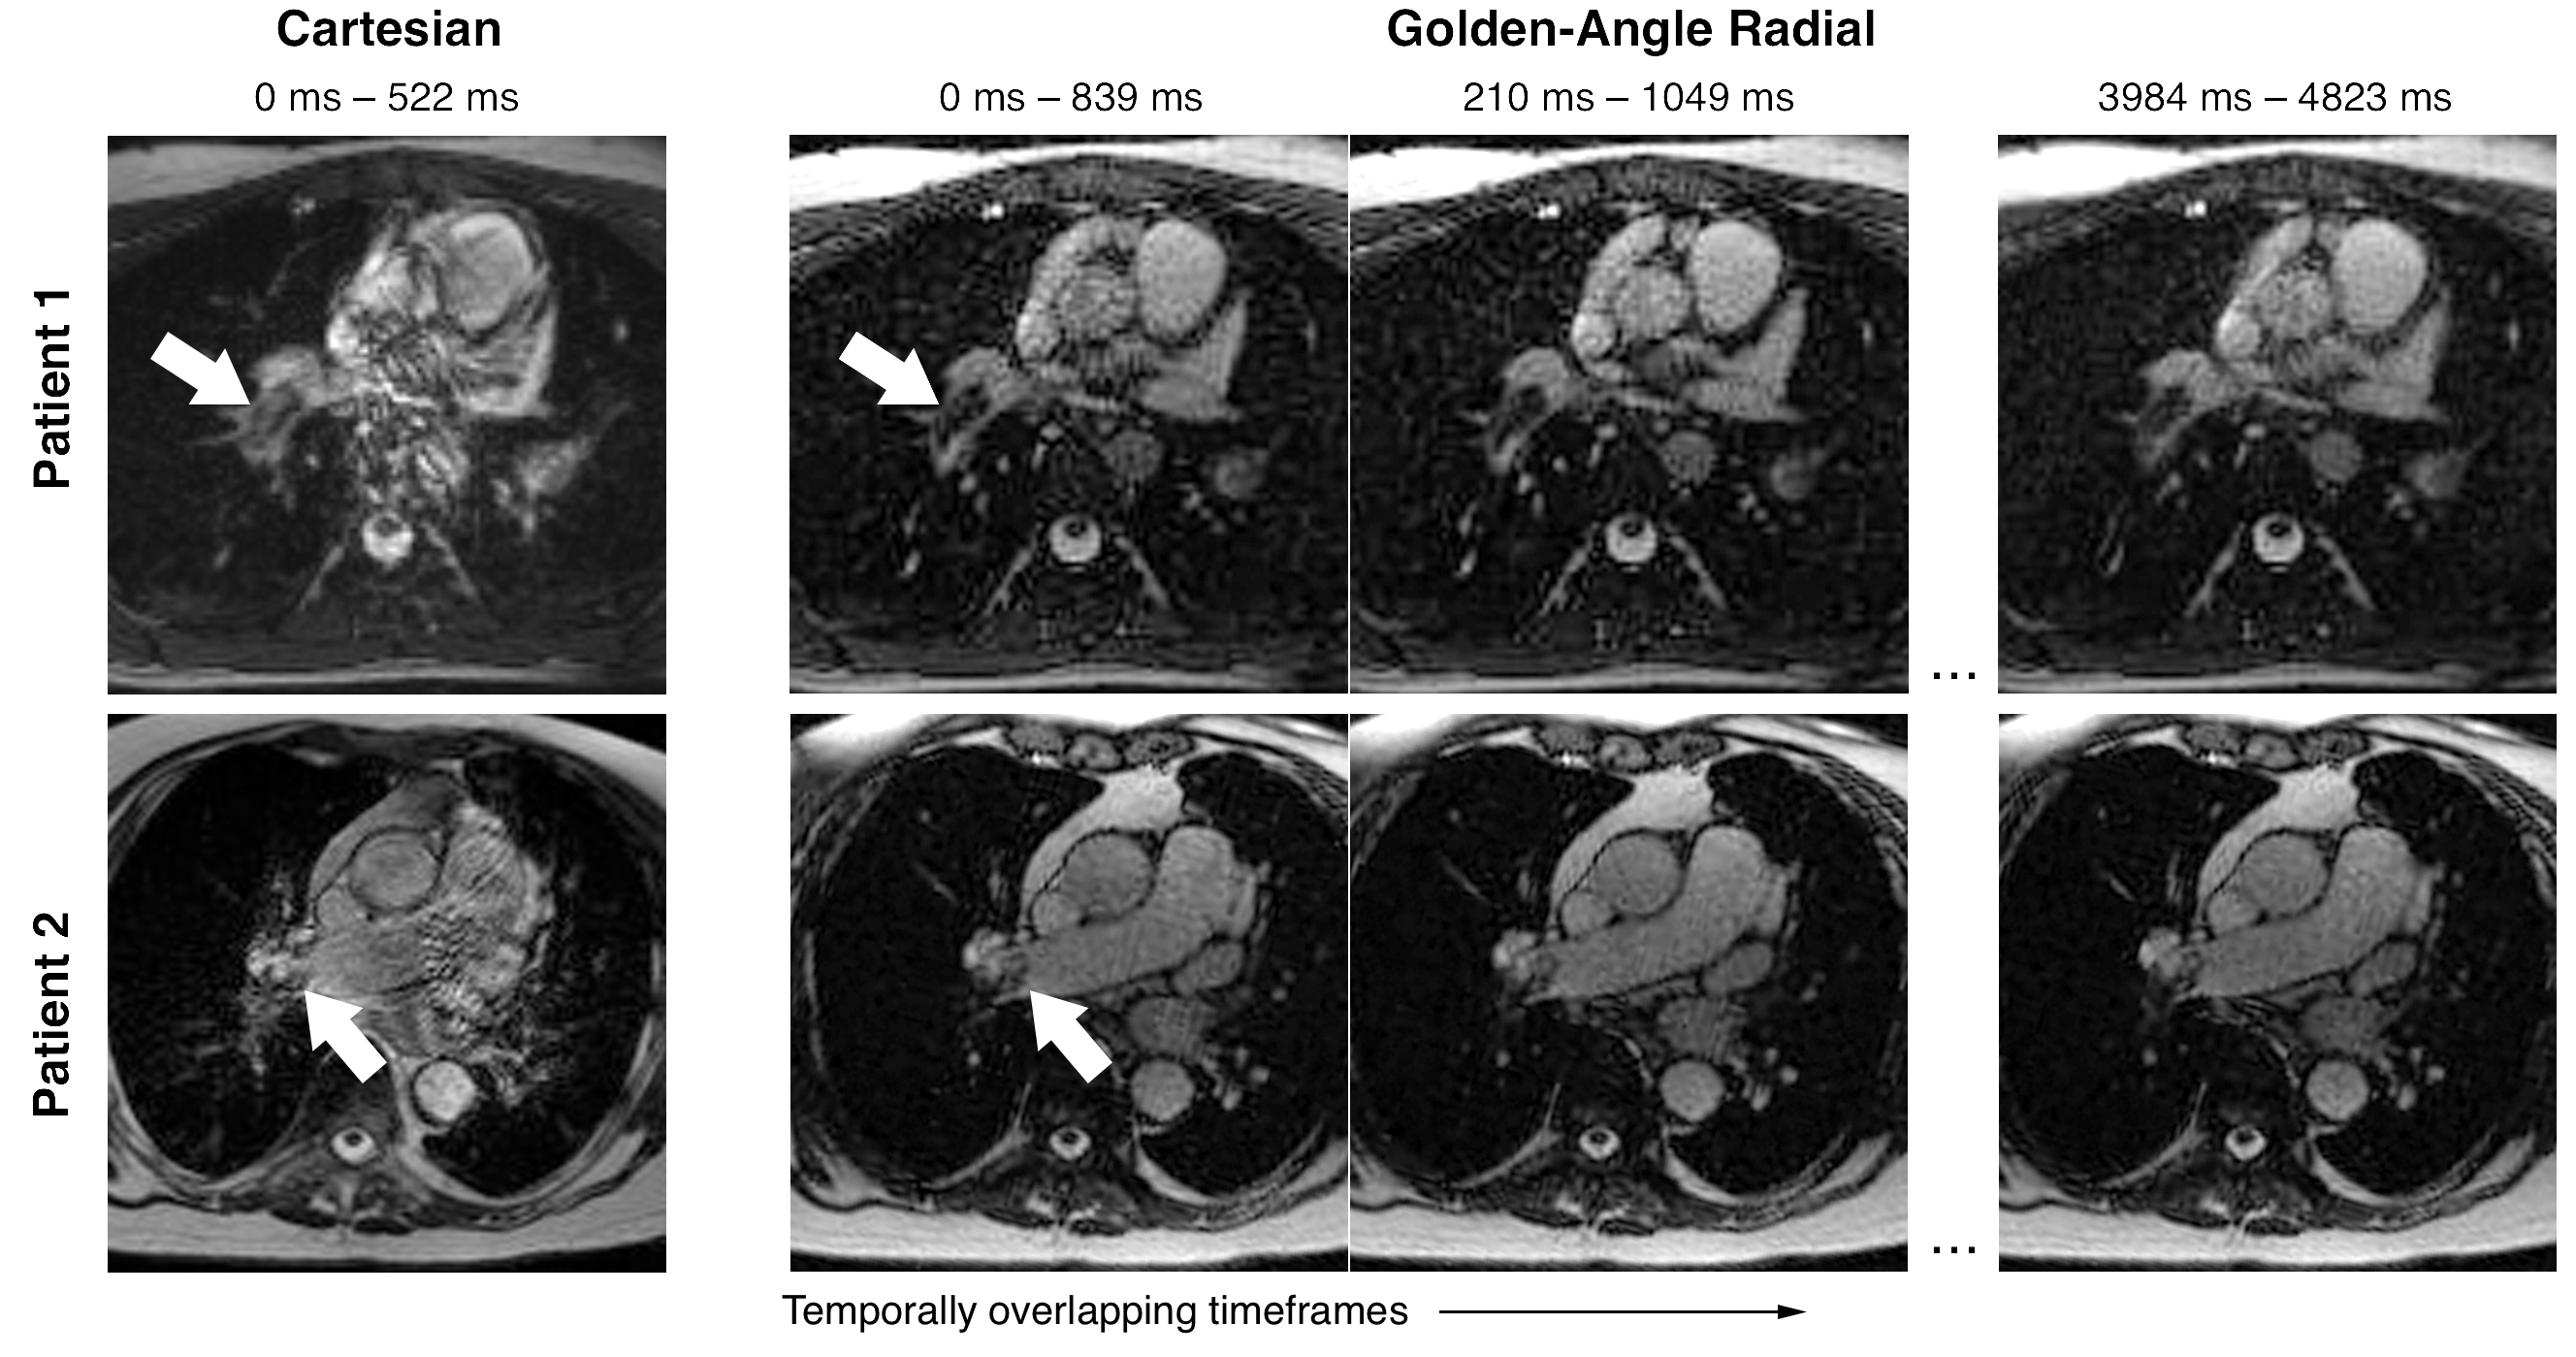 Cartesian
Golden-Angle Radial
0 ms – 522 ms
0 ms – 839 ms
210 ms – 1049 ms
3984 ms – 4823 ms
Patient 1
...
Patient 2
...
Temporally overlapping timeframes